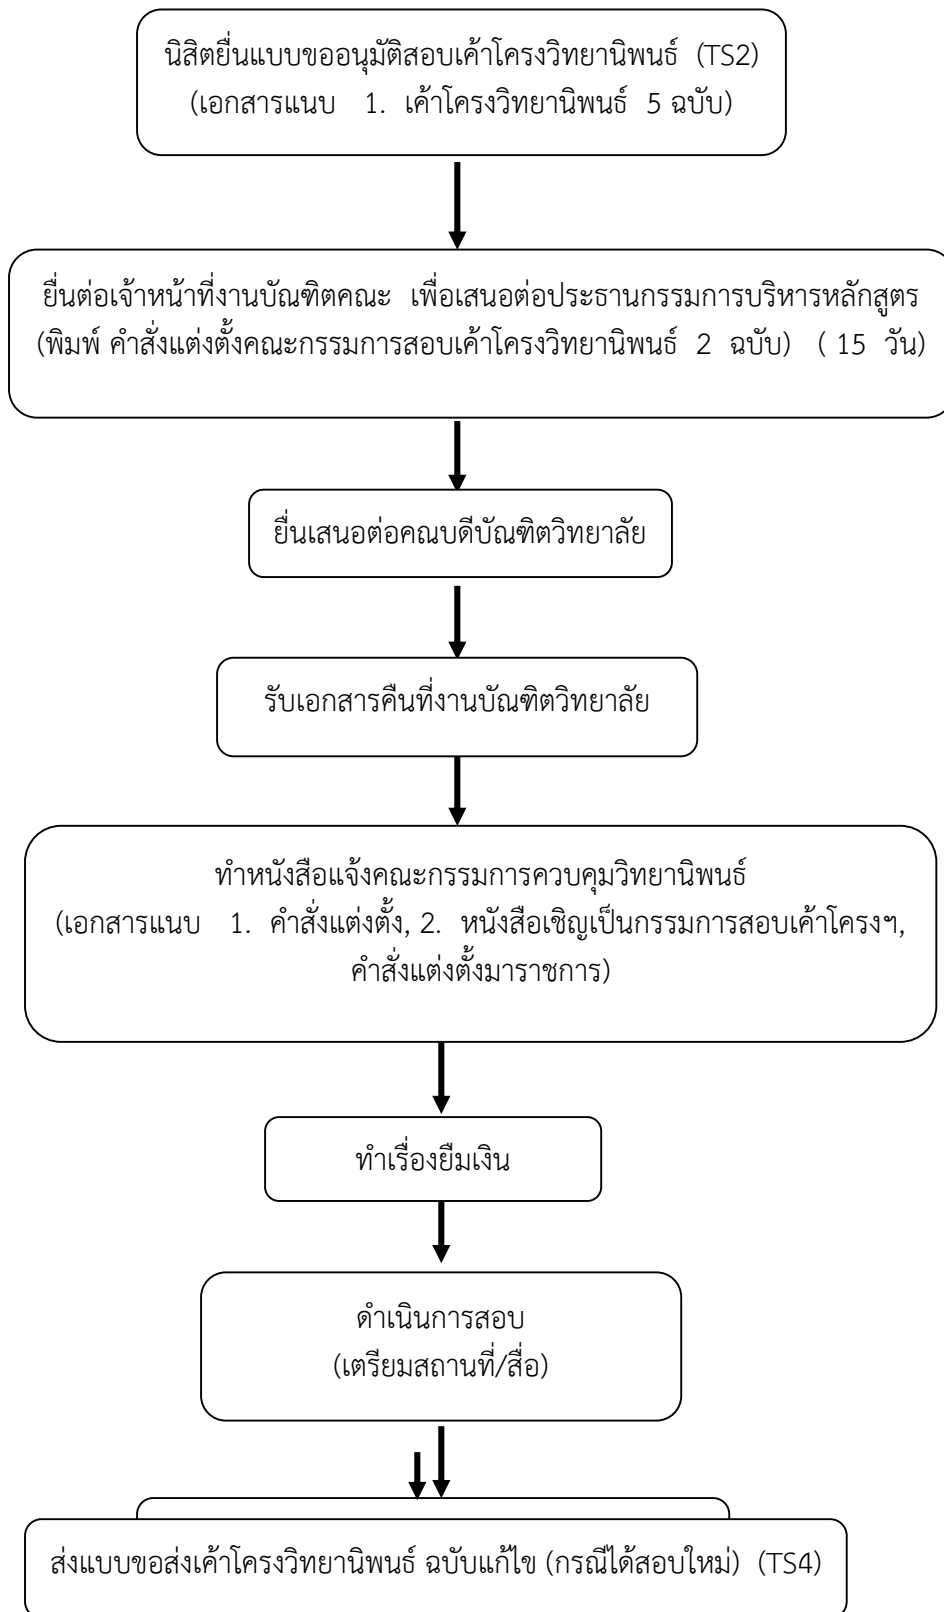 นิสิตยื่นแบบขออนุมัติสอบเค้าโครงวิทยานิพนธ์ (TS2)
(เอกสารแนบ 1. เค้าโครงวิทยานิพนธ์ 5 ฉบับ)
ยื่นต่อเจ้าหน้าที่งานบัณฑิตคณะ เพื่อเสนอต่อประธานกรรมการบริหารหลักสูตร
(พิมพ์ คำสั่งแต่งตั้งคณะกรรมการสอบเค้าโครงวิทยานิพนธ์ 2 ฉบับ) ( 15 วัน)
ยื่นเสนอต่อคณบดีบัณฑิตวิทยาลัย
รับเอกสารคืนที่งานบัณฑิตวิทยาลัย
ทำหนังสือแจ้งคณะกรรมการควบคุมวิทยานิพนธ์
(เอกสารแนบ 1. คำสั่งแต่งตั้ง, 2. หนังสือเชิญเป็นกรรมการสอบเค้าโครงฯ,
คำสั่งแต่งตั้งมาราชการ)
ทำเรื่องยืมเงิน
ดำเนินการสอบ
(เตรียมสถานที่/สื่อ)
ส่งแบบขอส่งเค้าโครงวิทยานิพนธ์ ฉบับแก้ไข (กรณีได้สอบใหม่) (TS4)